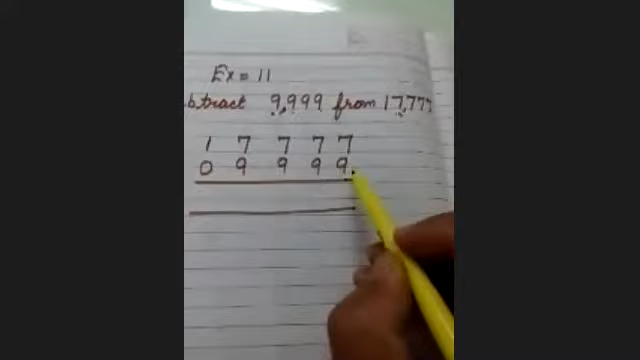 Ex = 11
btract 9,999 from 17,777
1 7 7 7 7
0 9 9 9 9